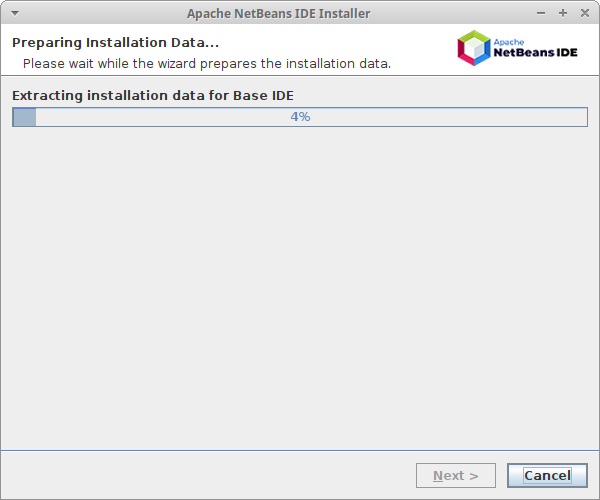 Apache NetBeans IDE Installer
Preparing Installation Data...
Please wait while the wizard prepares the installation data.
Apache
NetBeans IDE
Extracting installation data for Base IDE
4%
Next >
Cancel